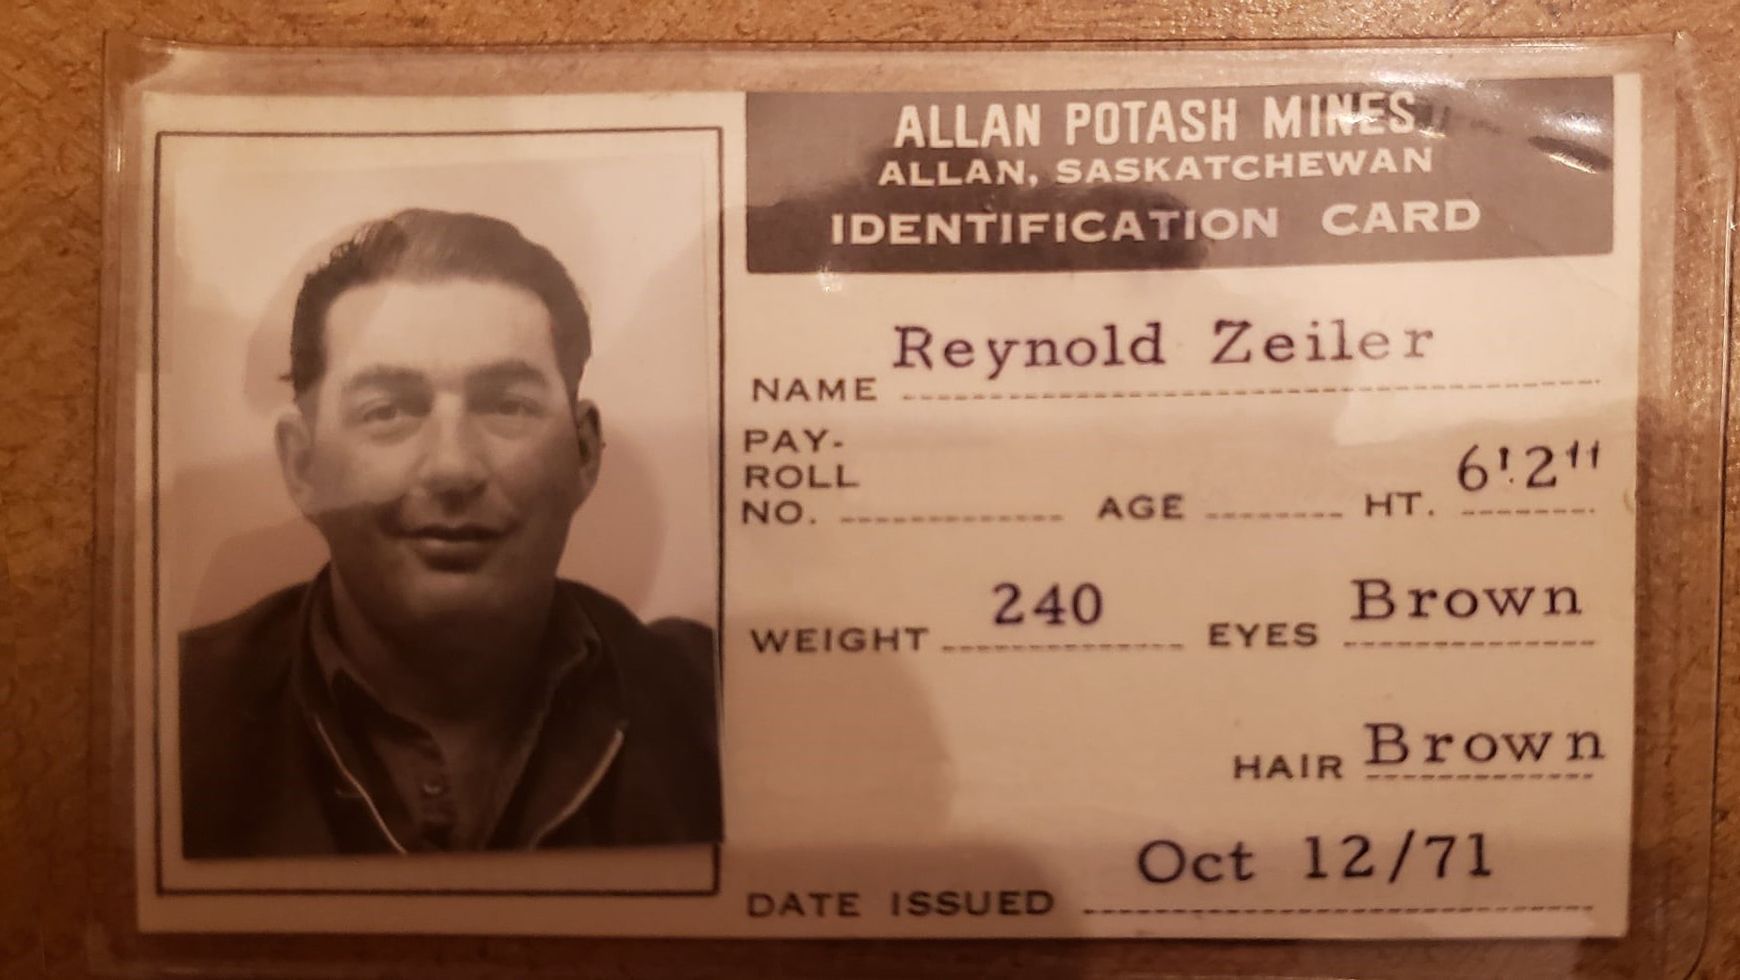 ALLAN POTASH MINES
ALLAN, SASKATCHEWAN
IDENTIFICATION CARD
NAME Reynold Zeiler
PAY-
ROLL
NO. AGE HT. 6'2"
WEIGHT 240 EYES Brown
HAIR Brown
DATE ISSUED Oct 12/71